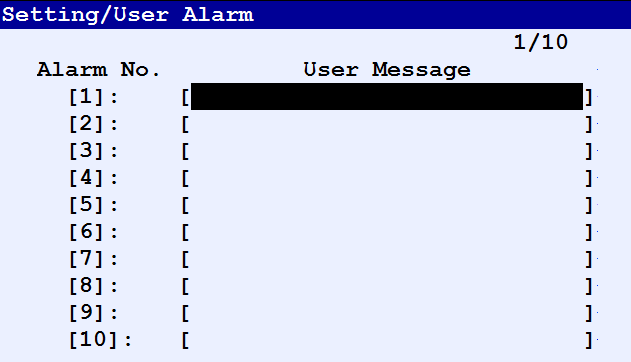 Setting/User Alarm
1/10
Alarm No. User Message
[1]: [ ]
[2]: [ ]
[3]: [ ]
[4]: [ ]
[5]: [ ]
[6]: [ ]
[7]: [ ]
[8]: [ ]
[9]: [ ]
[10]: [ ]